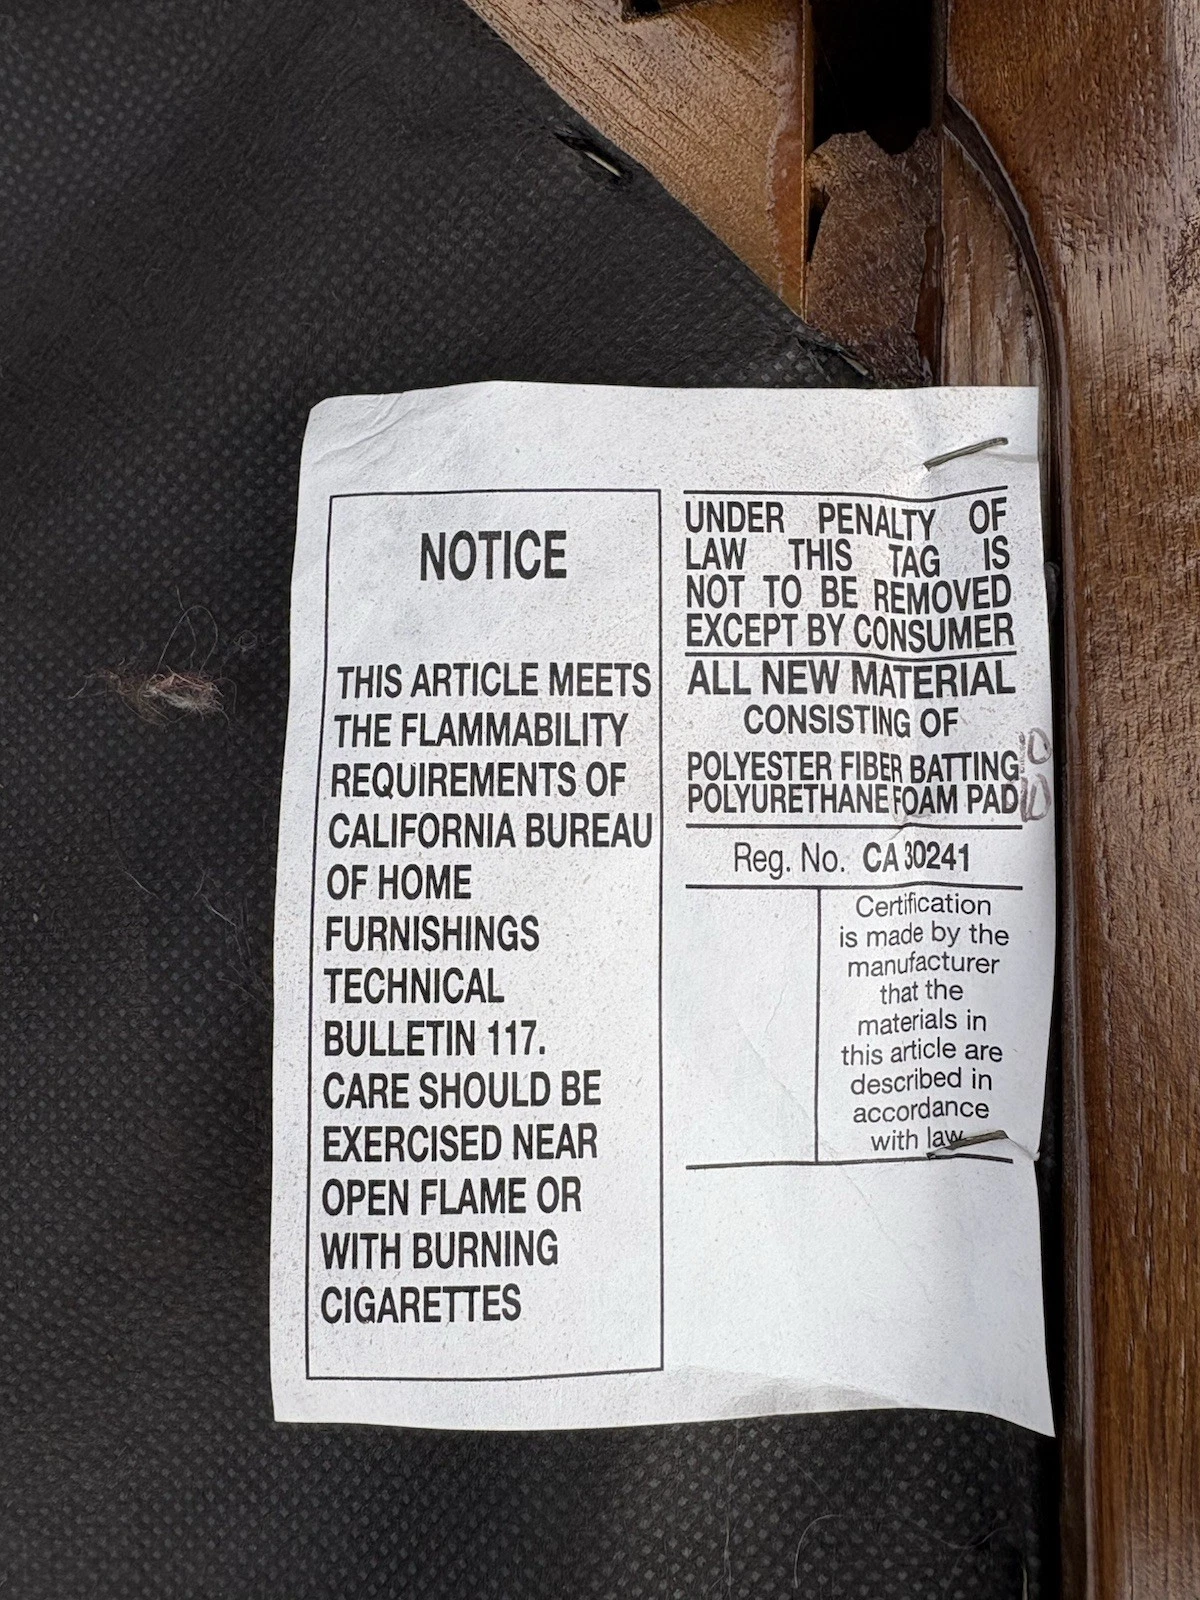 NOTICE
THIS ARTICLE MEETS
THE FLAMMABILITY
REQUIREMENTS OF
CALIFORNIA BUREAU
OF HOME
FURNISHINGS
TECHNICAL
BULLETIN 117.
CARE SHOULD BE
EXERCISED NEAR
OPEN FLAME OR
WITH BURNING
CIGARETTES
UNDER PENALTY OF
LAW THIS TAG IS
NOT TO BE REMOVED
EXCEPT BY CONSUMER
ALL NEW MATERIAL
CONSISTING OF
POLYESTER FIBER BATTING
POLYURETHANE FOAM PAD
Reg. No. CA 30241
Certification
is made by the
manufacturer
that the
materials in
this article are
described in
accordance
with law